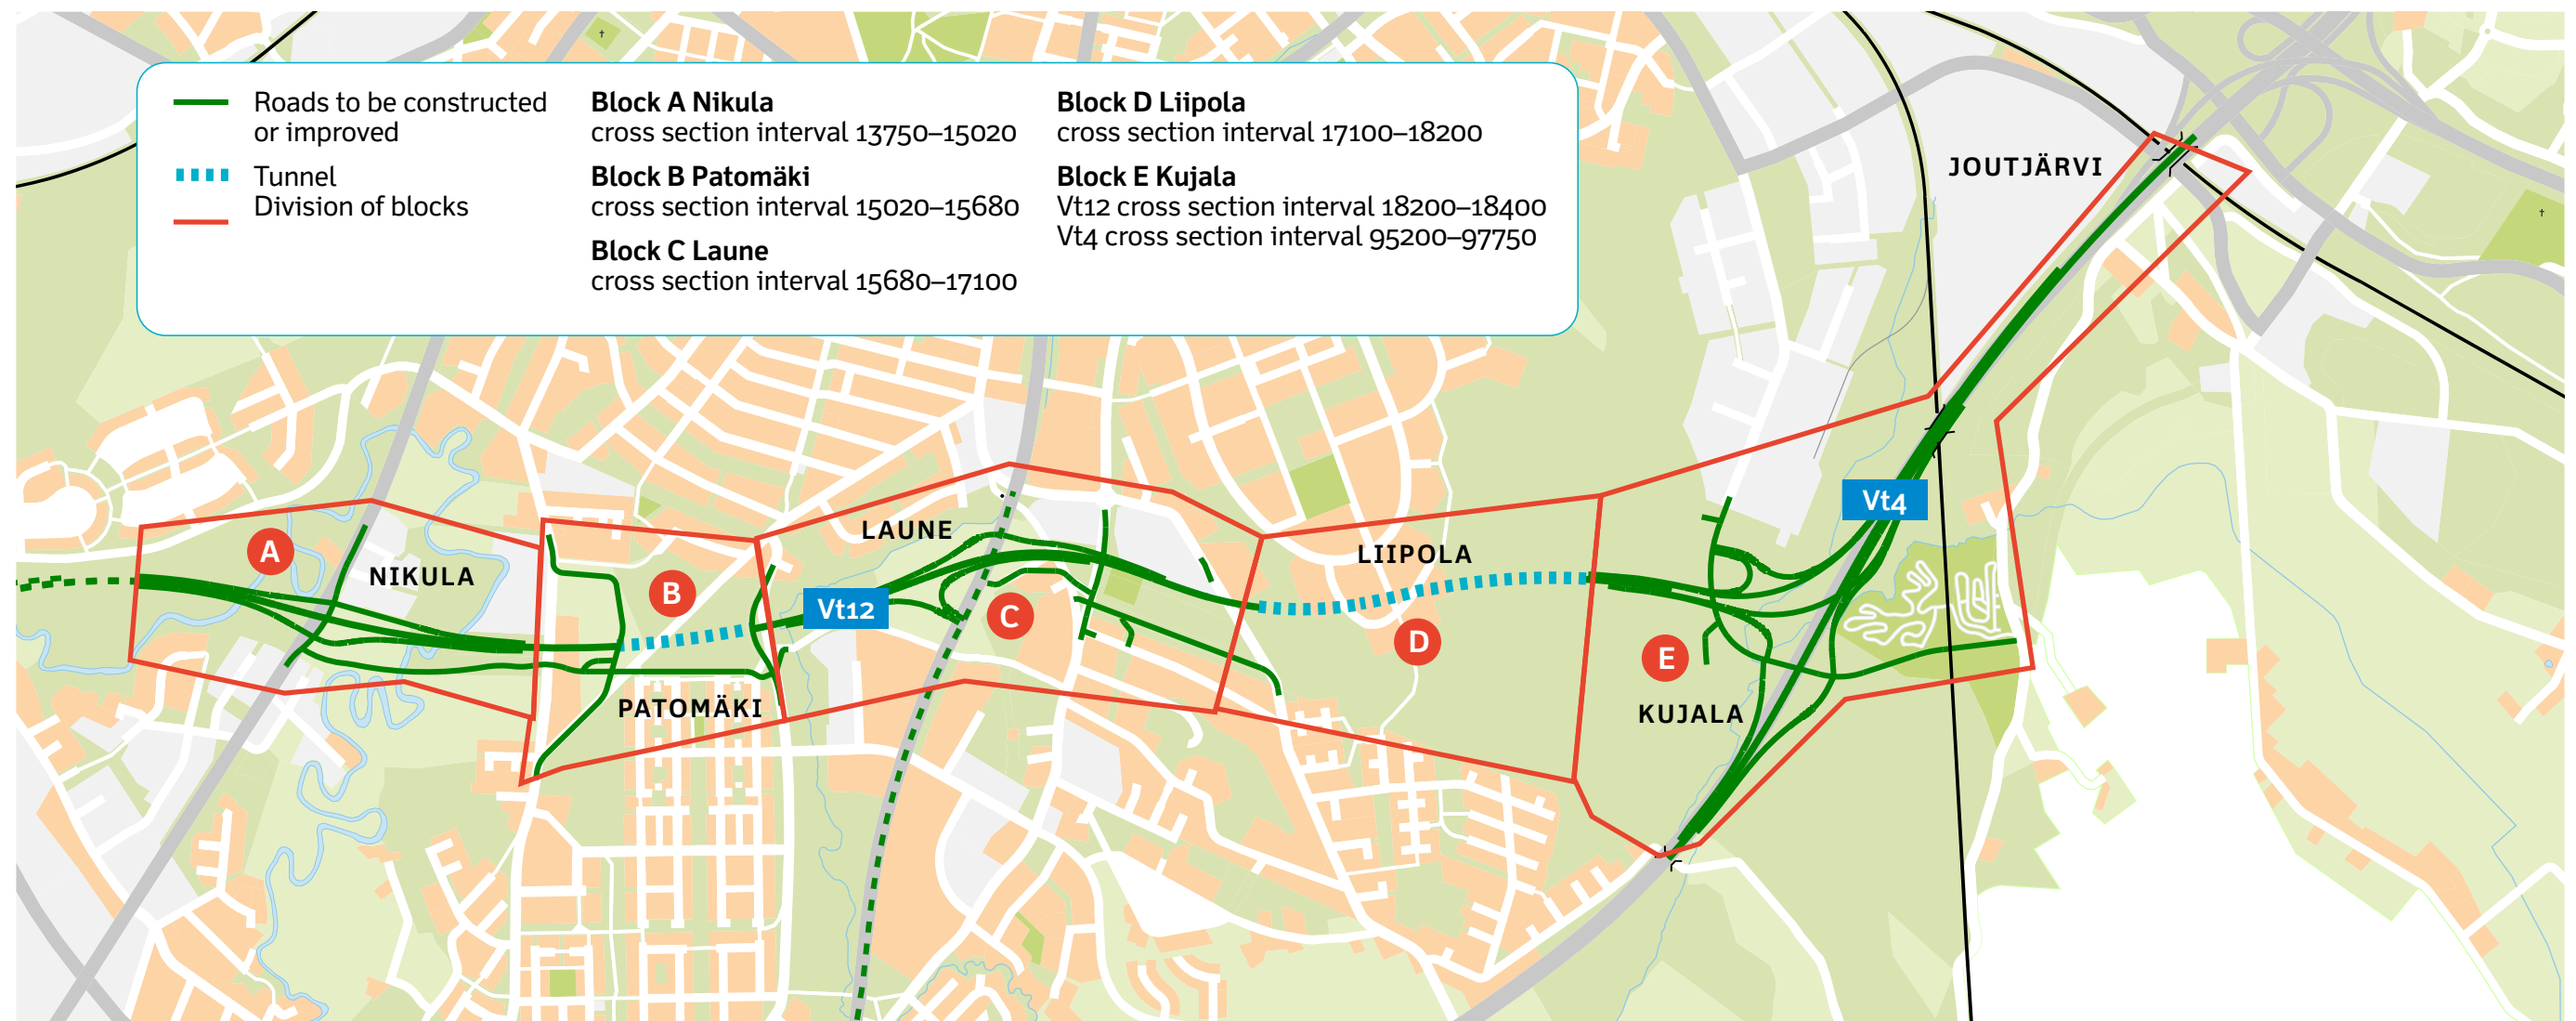 Roads to be constructed
or improved
Tunnel
Division of blocks
Block A Nikula
cross section interval 13750–15020
Block B Patomäki
cross section interval 15020–15680
Block C Laune
cross section interval 15680–17100
Block D Liipola
cross section interval 17100–18200
Block E Kujala
Vt12 cross section interval 18200–18400
Vt4 cross section interval 95200–97750
JOUTJÄRVI
Vt4
LAUNE
A
NIKULA
LIIPOLA
B
Vt12
C
D
E
PATOMÄKI
KUJALA